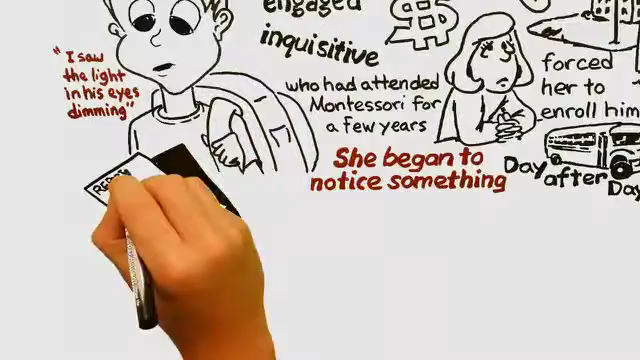 engaged
inquisitive
"I saw
the light
in his eyes
dimming"
who had attended
Montessori for
a few years
forced
her to
enroll him
She began to
notice something
Day
after
Day